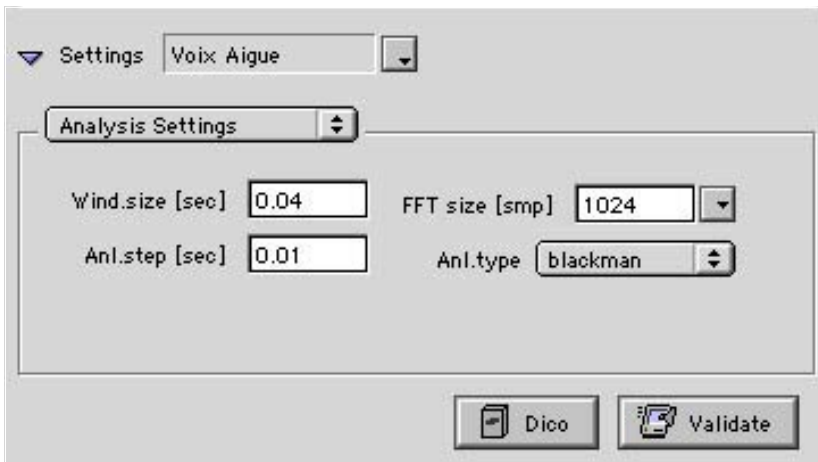 Settings Voix Aigue
Analysis Settings
Wind.size [sec] 0.04 FFT size [smp] 1024
Anl.step [sec] 0.01 Anl.type blackman
Dico Validate